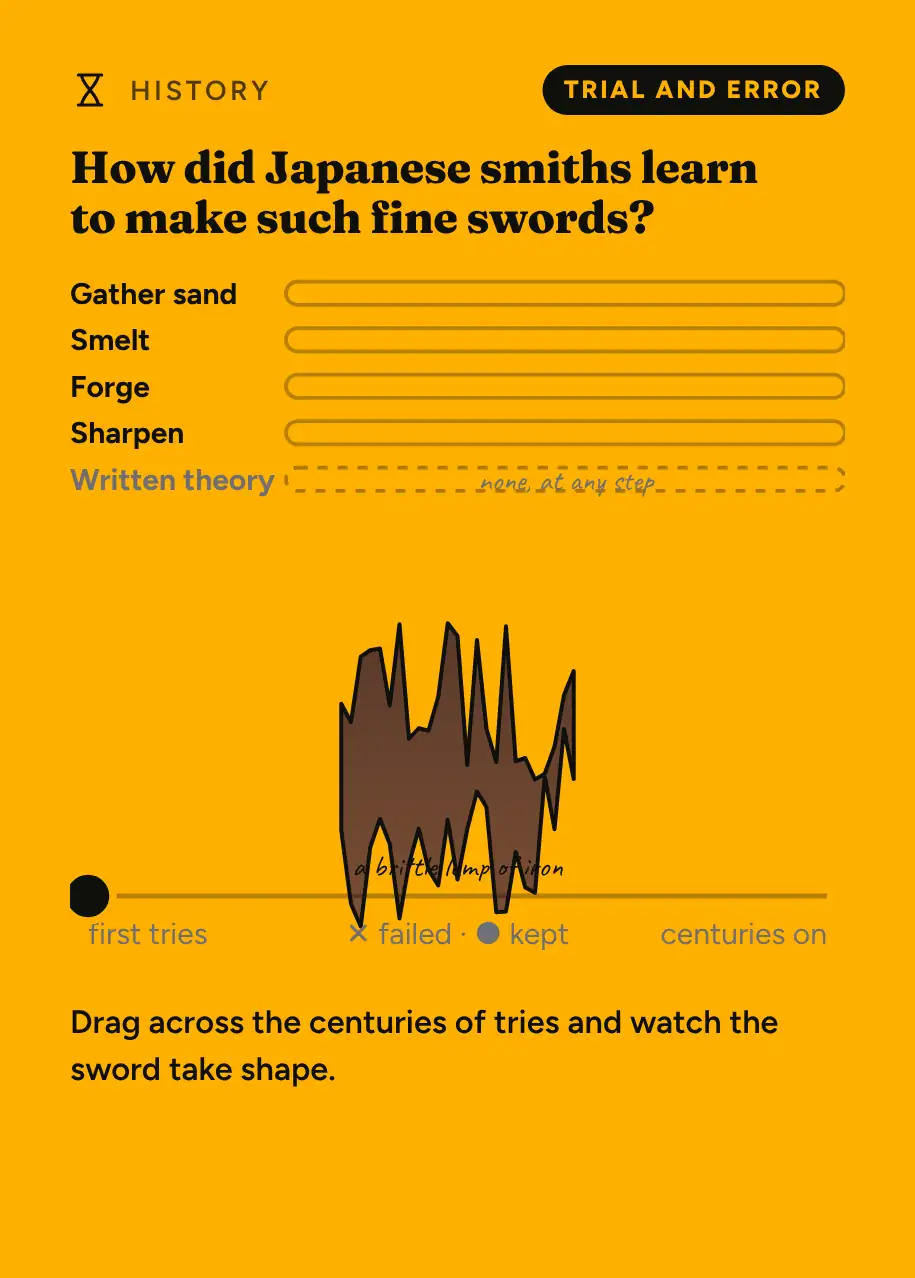 HISTORY
TRIAL AND ERROR
How did Japanese smiths learn
to make such fine swords?
Gather sand
Smelt
Forge
Sharpen
Written theory
none, at any step
a brittle lump of iron
first tries
× failed · ● kept
centuries on
Drag across the centuries of tries and watch the
sword take shape.